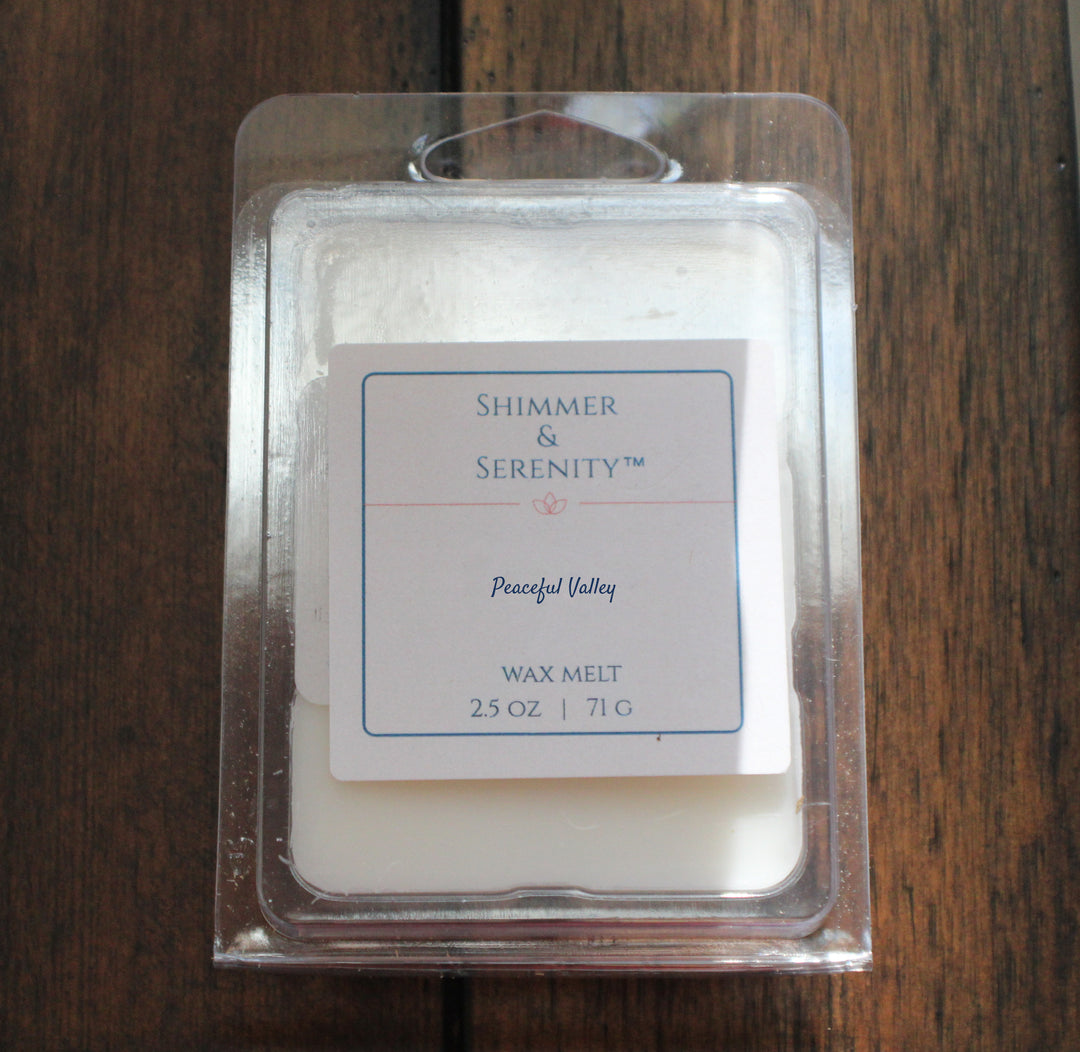 SHIMMER
&
SERENITY™
Peaceful Valley
WAX MELT
2.5 OZ | 71 G